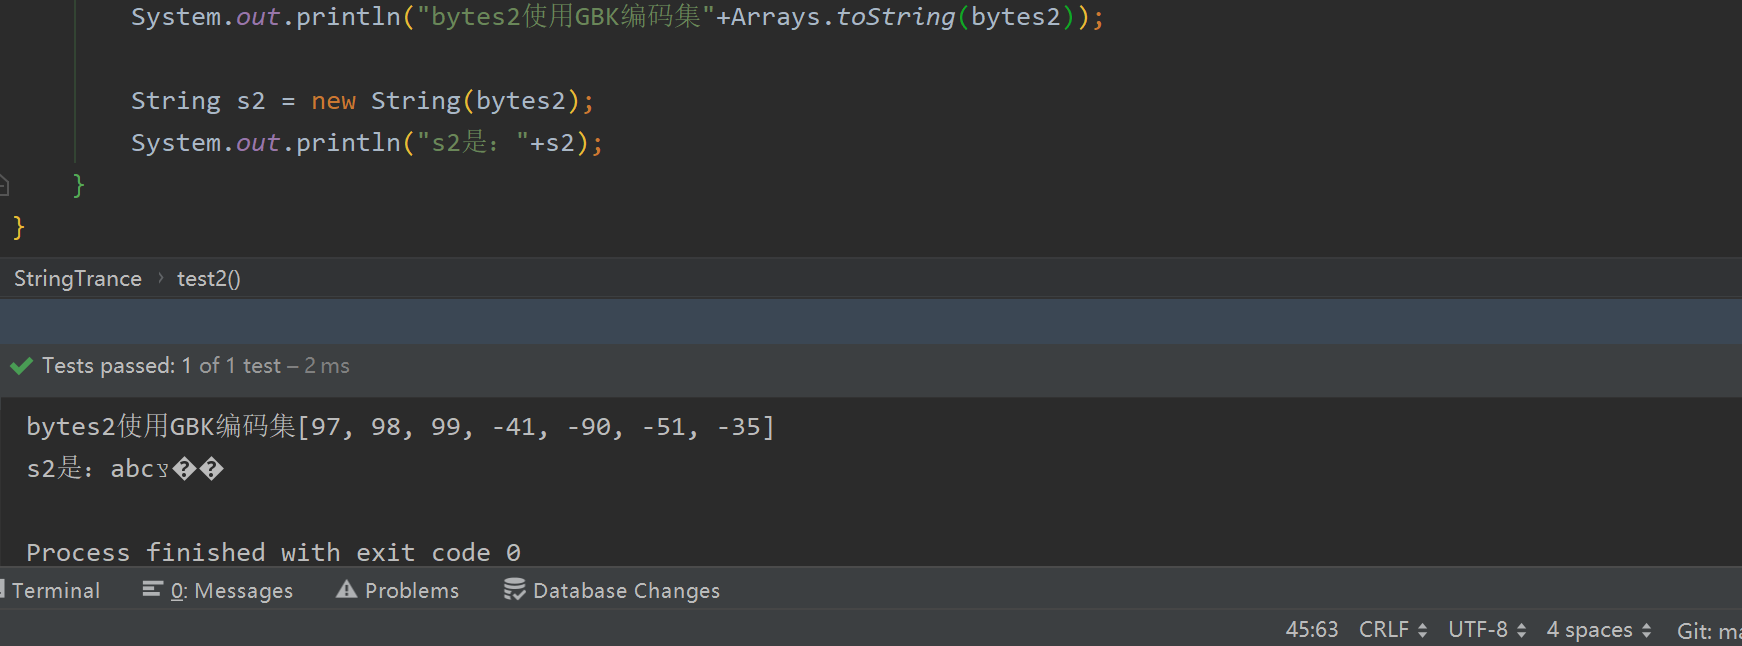 System.out.println("bytes2使用GBK编码集"+Arrays.toString(bytes2));
String s2 = new String(bytes2);
System.out.println("s2是："+s2);
}
}
StringTrance › test2()
Tests passed: 1 of 1 test – 2 ms
bytes2使用GBK编码集[97, 98, 99, -41, -90, -51, -35]
s2是：abcצ��
Process finished with exit code 0
Terminal 0: Messages Problems Database Changes
45:63 CRLF UTF-8 4 spaces Git: